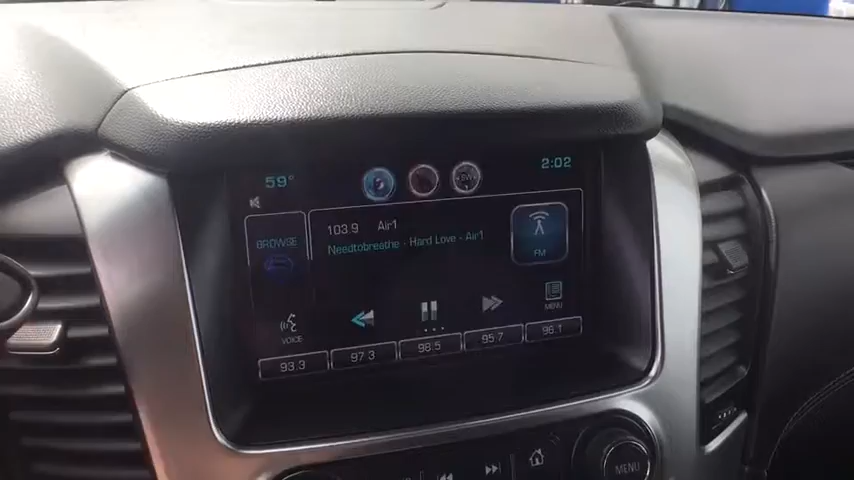 59°
2:02
BROWSE
103.9 Air1
Needtobreathe - Hard Love - Air1
FM
VOICE
MENU
93.3
97.3
98.5
95.7
96.1
MENU